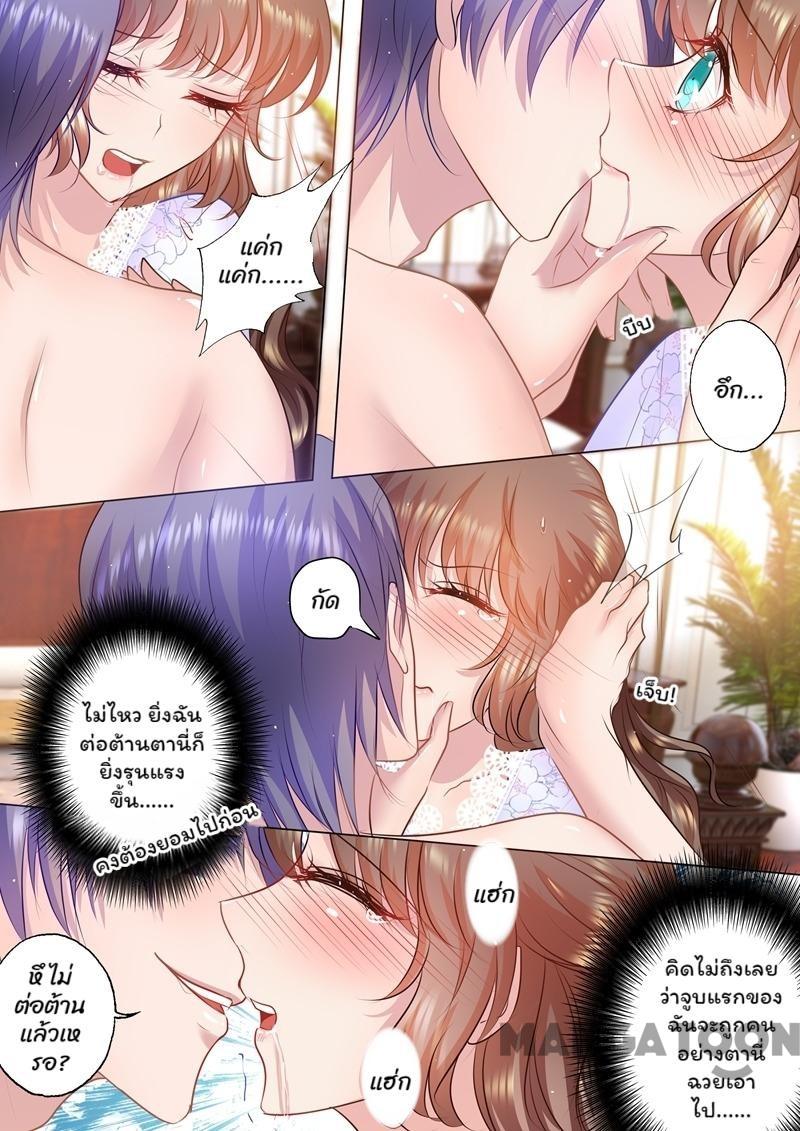 แค่ก
แค่ก......
บีบ
อึก...
กัด
เจ็บ!
ไม่ไหว ยิ่งฉัน
ต่อต้านตานี่ก็
ยิ่งรุนแรง
ขึ้น......
คงต้องยอมไปก่อน
แฮ่ก
หึ ไม่
ต่อต้าน
แล้วเห
รอ?
แฮ่ก
คิดไม่ถึงเลย
ว่าจูบแรกของ
ฉันจะถูกคน
อย่างตานี่
ฉวยเอา
ไป......
MANGATOON